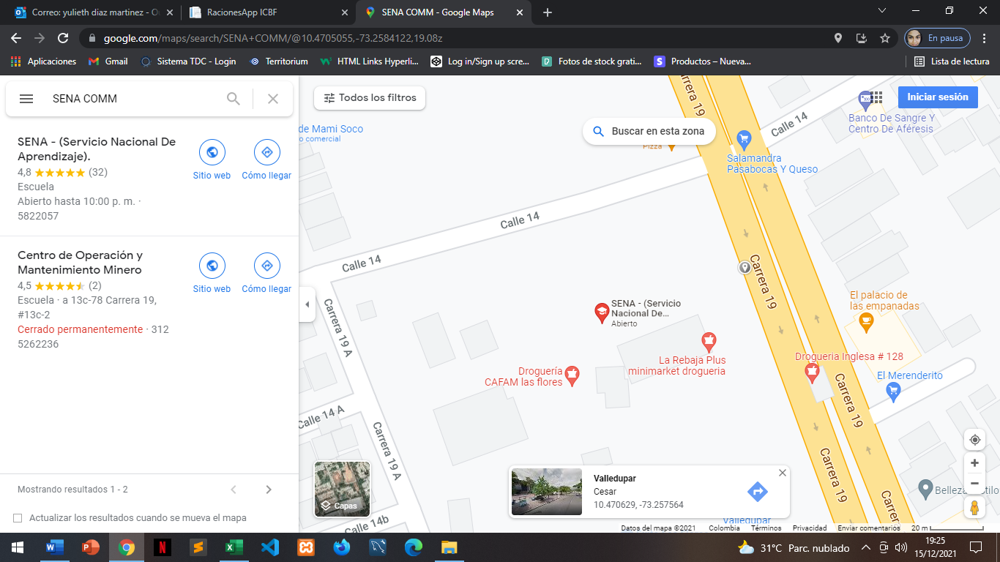 Correo: yulieth diaz martinez - O
RacionesApp ICBF
SENA COMM - Google Maps
google.com/maps/search/SENA+COMM/@10.4705055,-73.2584122,19.08z
En pausa
Aplicaciones
Gmail
Sistema TDC - Login
Territorium
HTML Links Hyperli...
Log in/Sign up scre...
Fotos de stock grati...
Productos – Nueva...
Lista de lectura
SENA COMM
Todos los filtros
Iniciar sesión
Buscar en esta zona
SENA - (Servicio Nacional De
Aprendizaje).
4,8 (32)
Escuela
Abierto hasta 10:00 p. m. ·
5822057
Sitio web
Cómo llegar
Centro de Operación y
Mantenimiento Minero
4,5 (2)
Escuela · a 13c-78 Carrera 19,
#13c-2
Cerrado permanentemente · 312
5262236
Sitio web
Cómo llegar
Mostrando resultados 1 - 2
Actualizar los resultados cuando se mueva el mapa
de Mami Soco
o comercial
Pizza
Carrera 19
Calle 14
Banco De Sangre Y
Centro De Aféresis
Salamandra
Pasabocas Y Queso
Calle 14
Calle 14
Carrera 19
Carrera 19 A
SENA - (Servicio
Nacional De...
Abierto
El palacio de
las empanadas
La Rebaja Plus
minimarket drogueria
Droguería
CAFAM las flores
Drogueria Inglesa # 128
El Merenderito
Carrera 19
Calle 14 A
Carrera 19 A
Carrera 19
Carrera 19
Belleza
tilo
Calle 14b
Capas
Valledupar
Cesar
10.470629, -73.257564
Valledupar
Datos del mapa ©2021
Colombia
Términos
Privacidad
Enviar comentarios
20 m
31°C Parc. nublado
19:25
15/12/2021